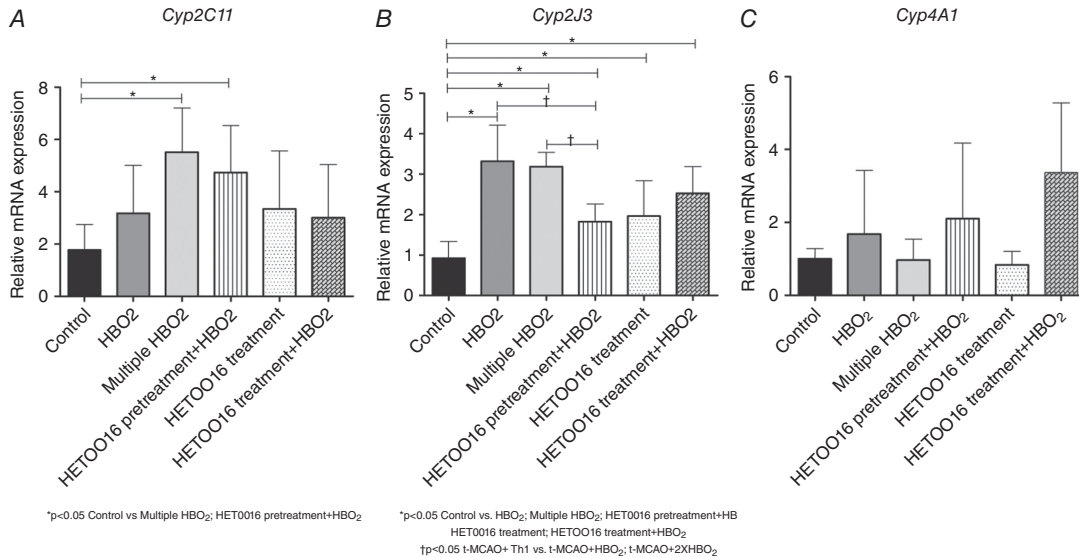 A
Cyp2C11
Relative mRNA expression
8
6
4
2
0
*
*
Control
HBO2
Multiple HBO2
HETOO16 pretreatment+HBO2
HETOO16 treatment
HETOO16 treatment+HBO2
*p<0.05 Control vs Multiple HBO₂; HET0016 pretreatment+HBO₂
B
Cyp2J3
Relative mRNA expression
5
4
3
2
1
0
*
*
*
*
†
*
†
Control
HBO2
Multiple HBO2
HETOO16 pretreatment+HBO2
HETOO16 treatment
HETOO16 treatment+HBO2
*p<0.05 Control vs. HBO₂; Multiple HBO₂; HET0016 pretreatment+HB
HET0016 treatment; HETOO16 treatment+HBO₂
†p<0.05 t-MCAO+ Th1 vs. t-MCAO+HBO₂; t-MCAO+2XHBO₂
C
Cyp4A1
Relative mRNA expression
6
4
2
0
Control
HBO₂
Multiple HBO₂
HETOO16 pretreatment+HBO₂
HETOO16 treatment
HETOO16 treatment+HBO₂